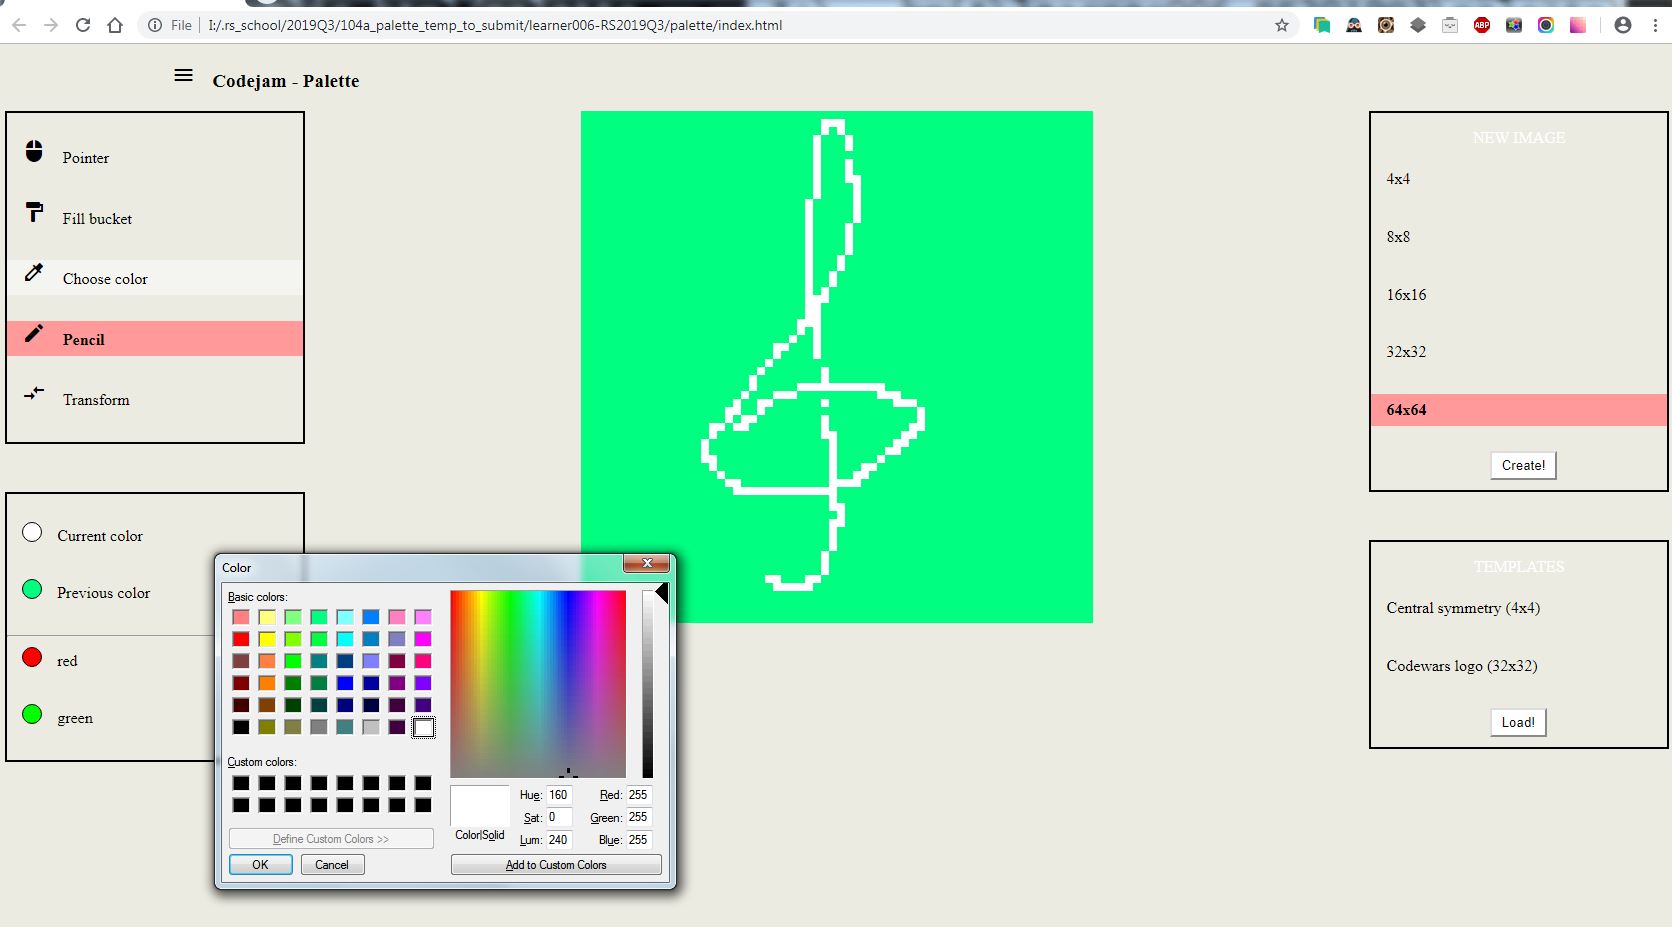 File I:/.rs_school/2019Q3/104a_palette_temp_to_submit/learner006-RS2019Q3/palette/index.html
ABP
Codejam - Palette
Pointer
Fill bucket
Choose color
Pencil
Transform
Current color
Previous color
red
green
NEW IMAGE
4x4
8x8
16x16
32x32
64x64
Create!
TEMPLATES
Central symmetry (4x4)
Codewars logo (32x32)
Load!
Color
Basic colors:
Custom colors:
Define Custom Colors >>
OK Cancel
Color|Solid
Hue: 160 Red: 255
Sat: 0 Green: 255
Lum: 240 Blue: 255
Add to Custom Colors